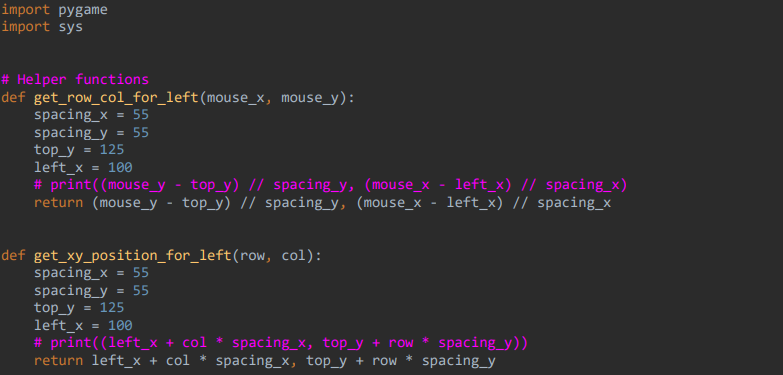 import pygame
import sys
# Helper functions
def get_row_col_for_left(mouse_x, mouse_y):
    spacing_x = 55
    spacing_y = 55
    top_y = 125
    left_x = 100
    # print((mouse_y - top_y) // spacing_y, (mouse_x - left_x) // spacing_x)
    return (mouse_y - top_y) // spacing_y, (mouse_x - left_x) // spacing_x
def get_xy_position_for_left(row, col):
    spacing_x = 55
    spacing_y = 55
    top_y = 125
    left_x = 100
    # print((left_x + col * spacing_x, top_y + row * spacing_y))
    return left_x + col * spacing_x, top_y + row * spacing_y